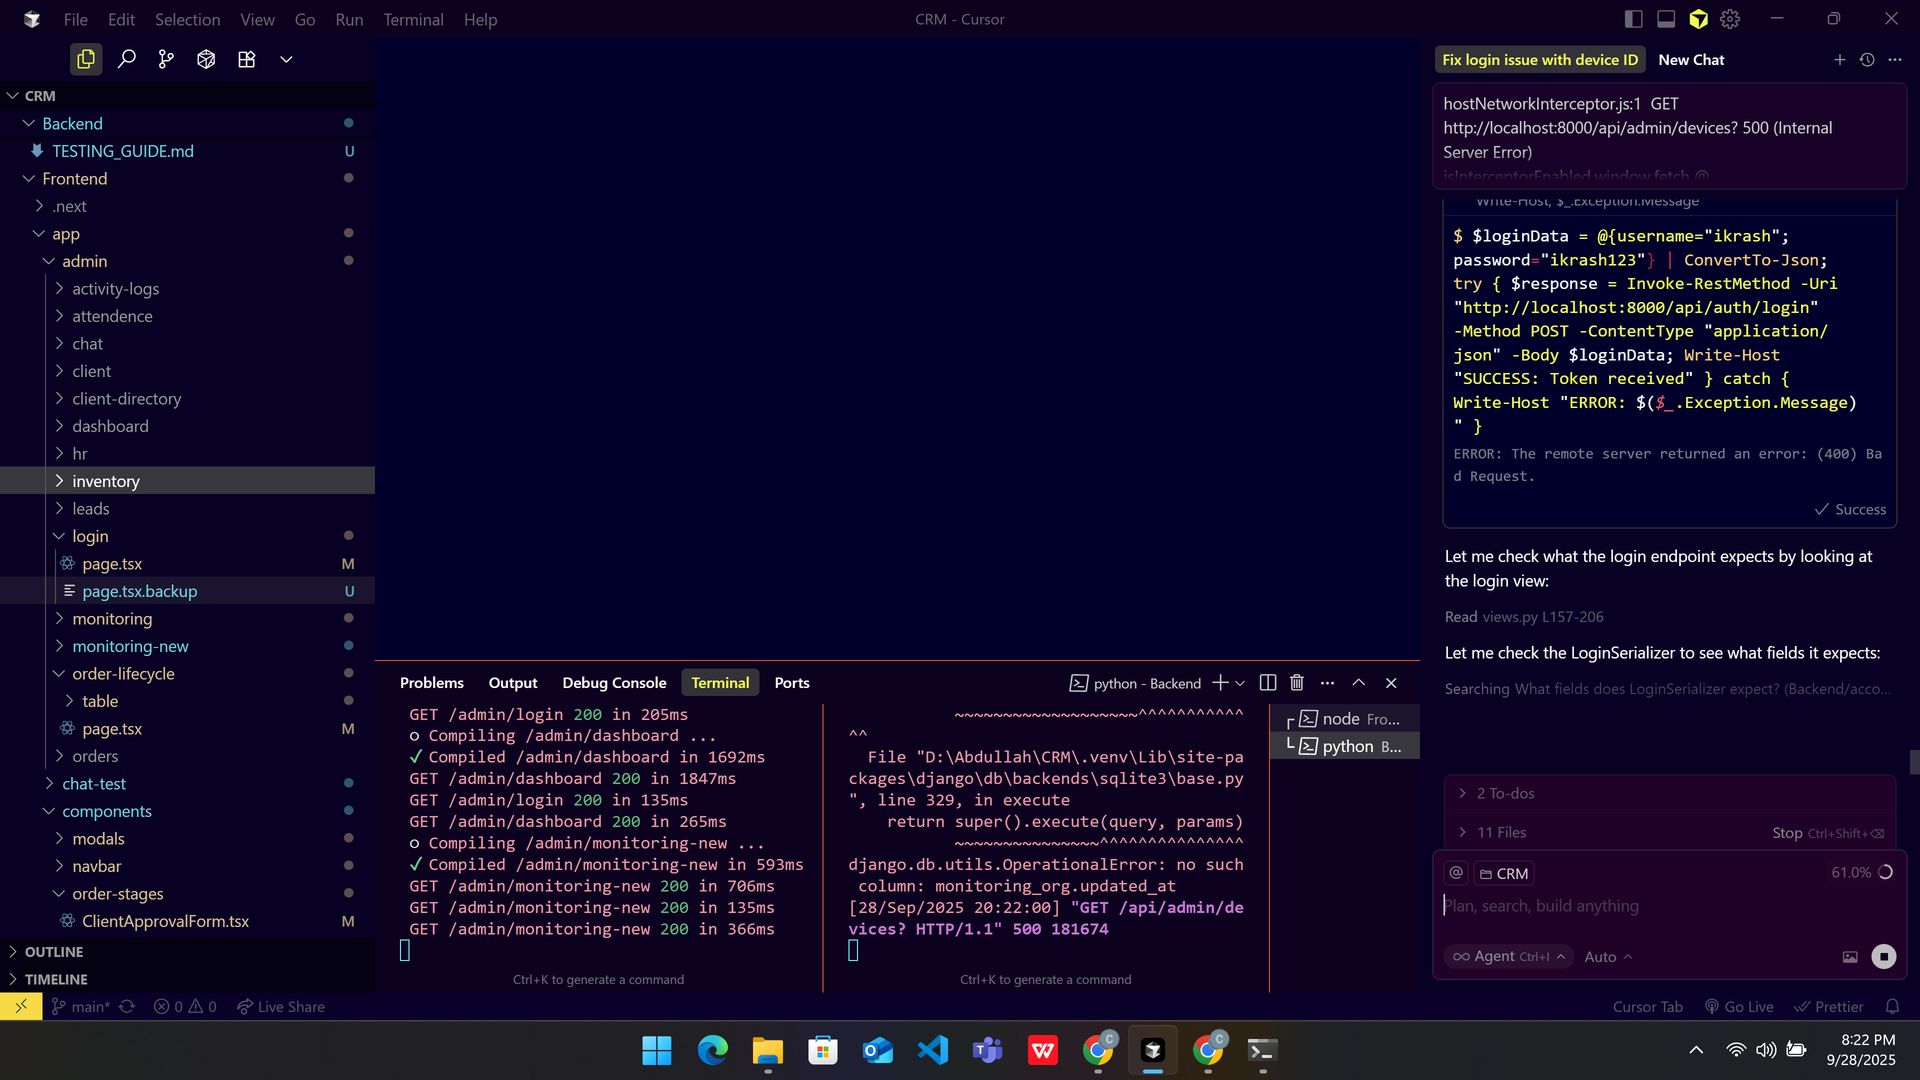 File Edit Selection View Go Run Terminal Help
CRM - Cursor
CRM
Backend
TESTING_GUIDE.md U
Frontend
.next
app
admin
activity-logs
attendence
chat
client
client-directory
dashboard
hr
inventory
leads
login
page.tsx M
page.tsx.backup U
monitoring
monitoring-new
order-lifecycle
table
page.tsx M
orders
chat-test
components
modals
navbar
order-stages
ClientApprovalForm.tsx M
OUTLINE
TIMELINE
Problems Output Debug Console Terminal Ports
python - Backend
GET /admin/login 200 in 205ms
○ Compiling /admin/dashboard ...
✓ Compiled /admin/dashboard in 1692ms
GET /admin/dashboard 200 in 1847ms
GET /admin/login 200 in 135ms
GET /admin/dashboard 200 in 265ms
○ Compiling /admin/monitoring-new ...
✓ Compiled /admin/monitoring-new in 593ms
GET /admin/monitoring-new 200 in 706ms
GET /admin/monitoring-new 200 in 135ms
GET /admin/monitoring-new 200 in 366ms
Ctrl+K to generate a command
~~~~~~~~~~~~~~~~~~~^^^^^^^^^^^
^^
File "D:\Abdullah\CRM\.venv\Lib\site-pa
ckages\django\db\backends\sqlite3\base.py
", line 329, in execute
return super().execute(query, params)
~~~~~~~~~~~~~~~^^^^^^^^^^^^^^^
django.db.utils.OperationalError: no such
column: monitoring_org.updated_at
[28/Sep/2025 20:22:00] "GET /api/admin/de
vices? HTTP/1.1" 500 181674
Ctrl+K to generate a command
node Fro...
python B...
Fix login issue with device ID New Chat
hostNetworkInterceptor.js:1 GET
http://localhost:8000/api/admin/devices? 500 (Internal
Server Error)
isInterceptorEnabled.window.fetch @
Write-Host, $_.Exception.Message
$ $loginData = @{username="ikrash";
password="ikrash123"} | ConvertTo-Json;
try { $response = Invoke-RestMethod -Uri
"http://localhost:8000/api/auth/login"
-Method POST -ContentType "application/
json" -Body $loginData; Write-Host
"SUCCESS: Token received" } catch {
Write-Host "ERROR: $($_.Exception.Message)
" }
ERROR: The remote server returned an error: (400) Ba
d Request.
✓ Success
Let me check what the login endpoint expects by looking at
the login view:
Read views.py L157-206
Let me check the LoginSerializer to see what fields it expects:
Searching What fields does LoginSerializer expect? (Backend/acco...
2 To-dos
11 Files Stop Ctrl+Shift+⌫
@ CRM 61.0%
Plan, search, build anything
Agent Ctrl+I Auto
main* 0 0 Live Share
Cursor Tab Go Live Prettier
8:22 PM
9/28/2025